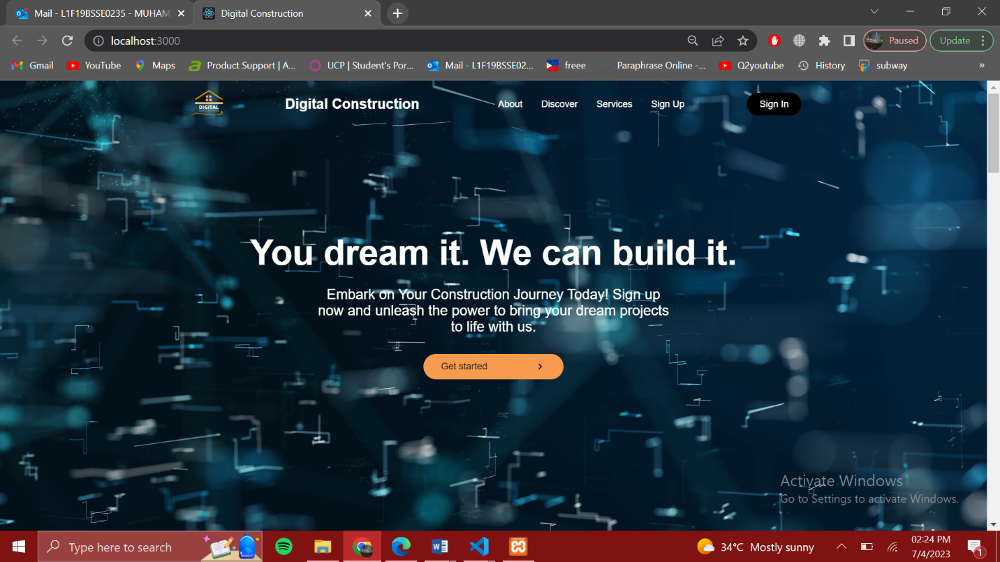 Mail - L1F19BSSE0235 - MUHAM
Digital Construction
localhost:3000
Paused
Update
Gmail
YouTube
Maps
Product Support | A...
UCP | Student's Por...
Mail - L1F19BSSE02...
freee
Paraphrase Online -...
Q2youtube
History
subway
»
DIGITAL
Digital Construction
About
Discover
Services
Sign Up
Sign In
You dream it. We can build it.
Embark on Your Construction Journey Today! Sign up
now and unleash the power to bring your dream projects
to life with us.
Get started
Activate Windows
Go to Settings to activate Windows.
Type here to search
34°C Mostly sunny
02:24 PM
7/4/2023
1